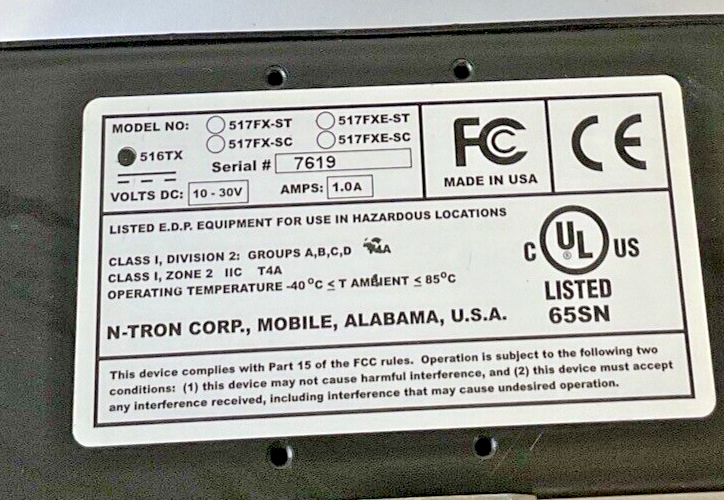 MODEL NO: 517FX-ST 517FXE-ST
517FX-SC 517FXE-SC
516TX
Serial # 7619
VOLTS DC: 10 - 30V AMPS: 1.0A
FC
MADE IN USA
CE
LISTED E.D.P. EQUIPMENT FOR USE IN HAZARDOUS LOCATIONS
CLASS I, DIVISION 2: GROUPS A,B,C,D T4A
CLASS I, ZONE 2 IIC T4A
OPERATING TEMPERATURE -40°C ≤ T AMBIENT ≤ 85°C
C UL® US
LISTED
65SN
N-TRON CORP., MOBILE, ALABAMA, U.S.A.
This device complies with Part 15 of the FCC rules. Operation is subject to the following two
conditions: (1) this device may not cause harmful interference, and (2) this device must accept
any interference received, including interference that may cause undesired operation.